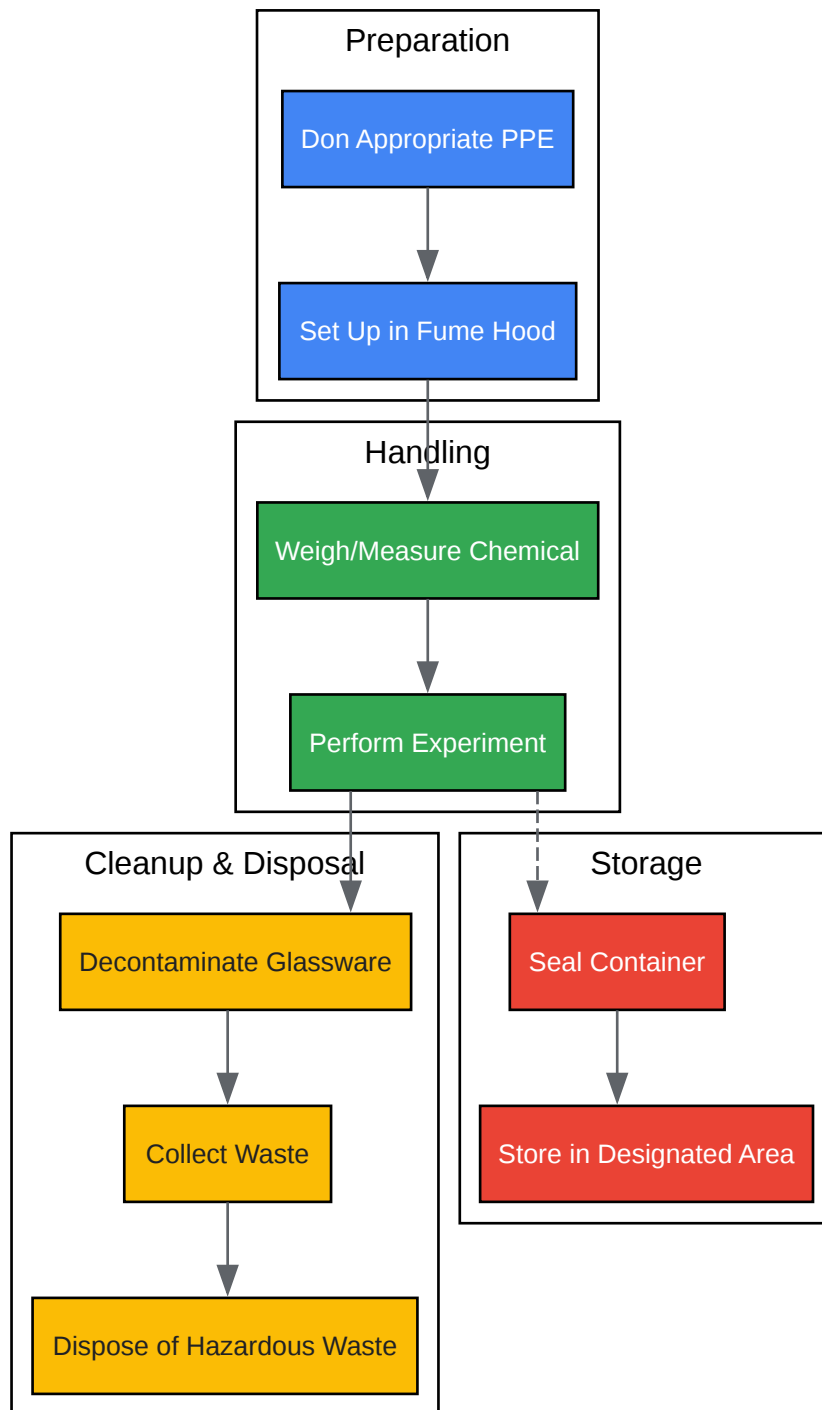 Preparation
Don Appropriate PPE
Set Up in Fume Hood
Handling
Weigh/Measure Chemical
Perform Experiment
Cleanup & Disposal
Decontaminate Glassware
Collect Waste
Dispose of Hazardous Waste
Storage
Seal Container
Store in Designated Area